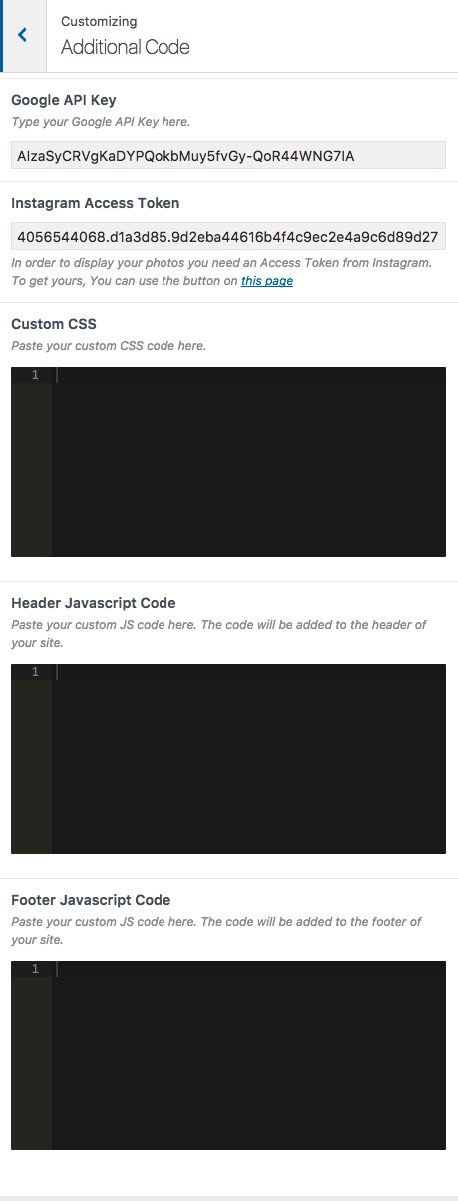 Customizing
Additional Code
Google API Key
Type your Google API Key here.
AIzaSyCRVgKaDYPQokbMuy5fvGy-QoR44WNG7IA
Instagram Access Token
4056544068.d1a3d85.9d2eba44616b4f4c9ec2e4a9c6d89d27
In order to display your photos you need an Access Token from Instagram.
To get yours, You can use the button on this page
Custom CSS
Paste your custom CSS code here.
1
Header Javascript Code
Paste your custom JS code here. The code will be added to the header of
your site.
1
Footer Javascript Code
Paste your custom JS code here. The code will be added to the footer of
your site.
1